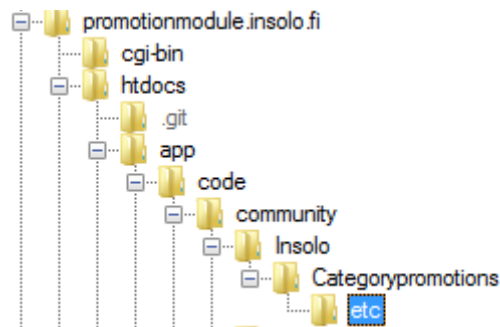 promotionmodule.insolo.fi
cgi-bin
htdocs
.git
app
code
community
Insolo
Categorypromotions
etc